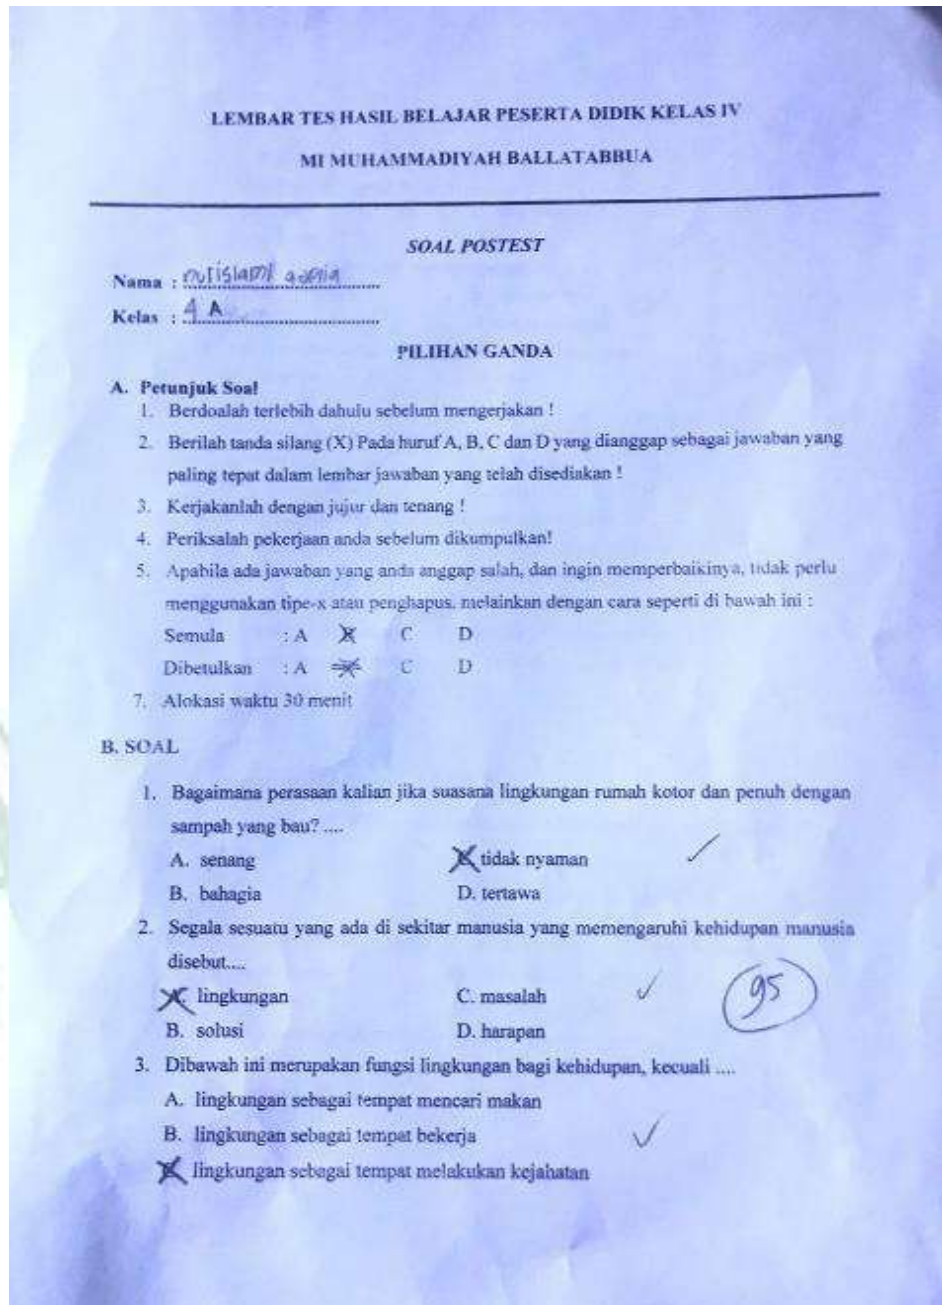 LEMBAR TES HASIL BELAJAR PESERTA DIDIK KELAS IV
MI MUHAMMADIYAH BALLATABBUA
SOAL POSTEST
Nama : nurislami
Kelas : 4 A
PILIHAN GANDA
A. Petunjuk Soal
1. Berdoalah terlebih dahulu sebelum mengerjakan !
2. Berilah tanda silang (X) Pada huruf A, B, C dan D yang dianggap sebagai jawaban yang
paling tepat dalam lembar jawaban yang telah disediakan !
3. Kerjakanlah dengan jujur dan tenang !
4. Periksalah pekerjaan anda sebelum dikumpulkan!
5. Apabila ada jawaban yang anda anggap salah, dan ingin memperbaikinya, tidak perlu
menggunakan tipe-x atau penghapus, melainkan dengan cara seperti di bawah ini :
Semula : A B C D
Dibetulkan : A B C D
7. Alokasi waktu 30 menit
B. SOAL
1. Bagaimana perasaan kalian jika suasana lingkungan rumah kotor dan penuh dengan
sampah yang bau? ....
A. senang C. tidak nyaman
B. bahagia D. tertawa
2. Segala sesuatu yang ada di sekitar manusia yang memengaruhi kehidupan manusia
disebut....
A. lingkungan C. masalah
95
B. solusi D. harapan
3. Dibawah ini merupakan fungsi lingkungan bagi kehidupan, kecuali ....
A. lingkungan sebagai tempat mencari makan
B. lingkungan sebagai tempat bekerja
C. lingkungan sebagai tempat melakukan kejahatan